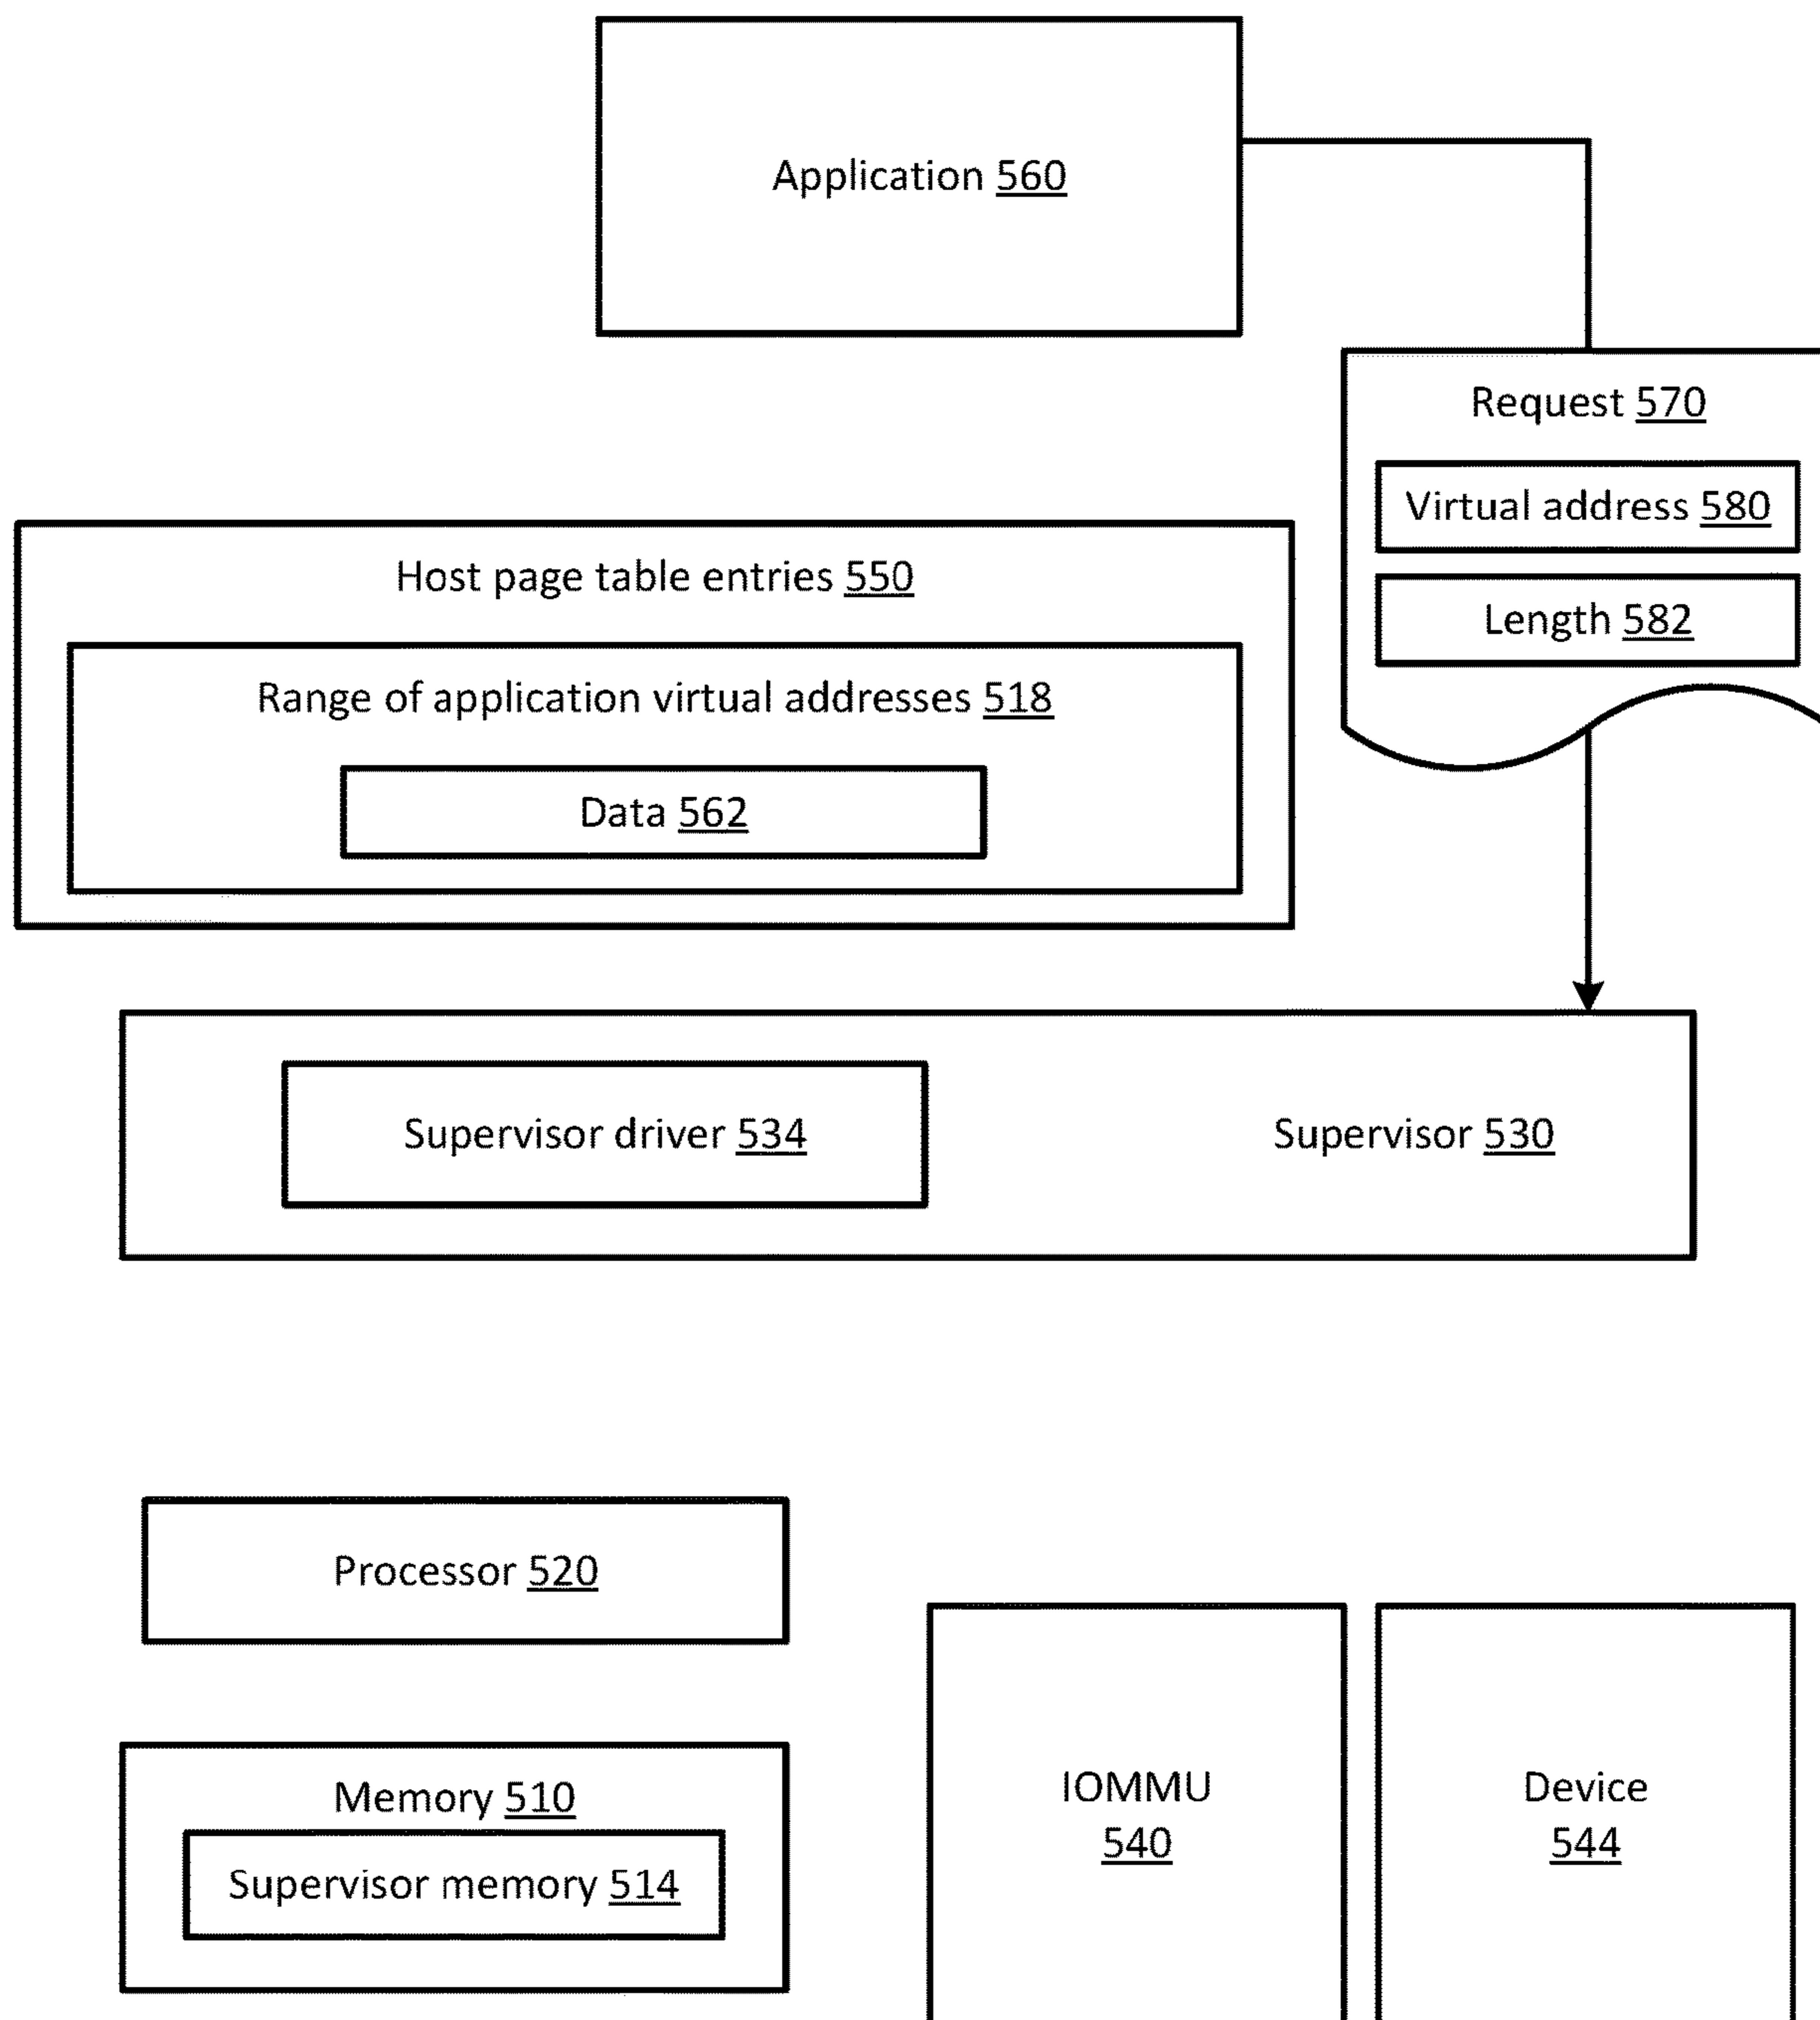 Application 560
Request 570
Virtual address 580
Length 582
Host page table entries 550
Range of application virtual addresses 518
Data 562
Supervisor driver 534
Supervisor 530
Processor 520
Memory 510
Supervisor memory 514
IOMMU
540
Device
544